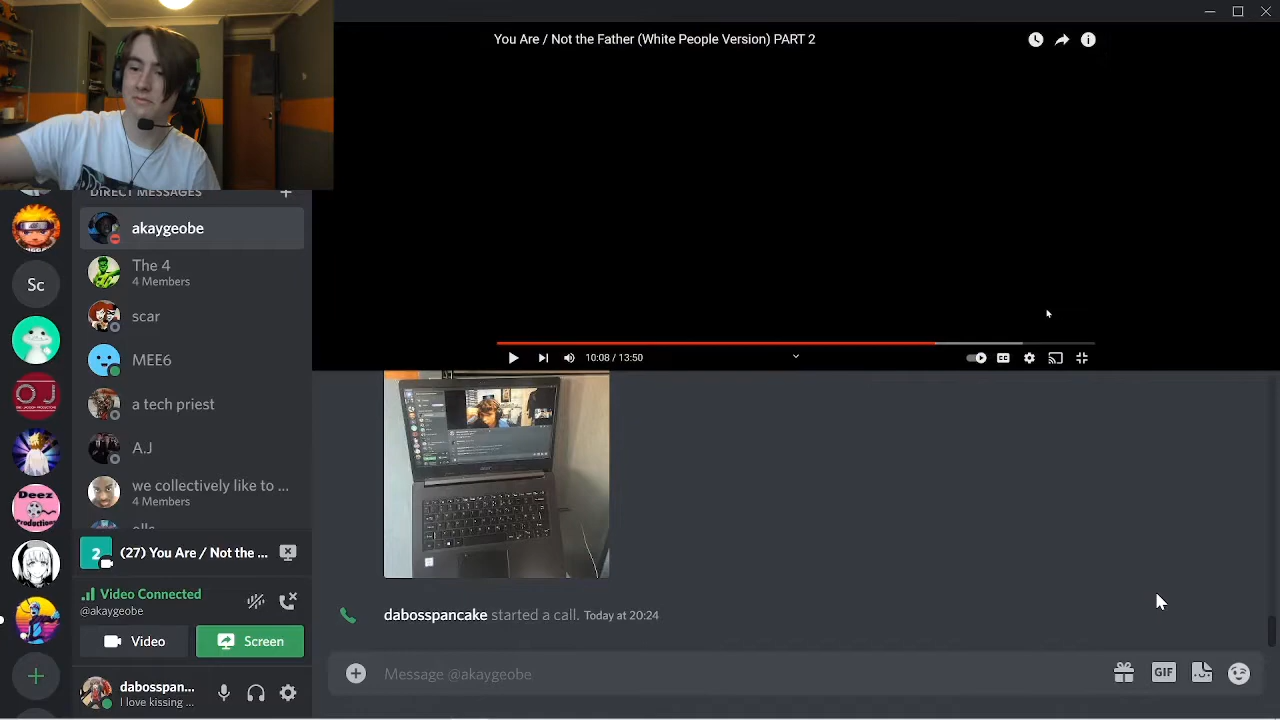 You Are / Not the Father (White People Version) PART 2
DIRECT MESSAGES
akaygeobe
The 4
4 Members
scar
MEE6
a tech priest
A.J
we collectively like to ...
4 Members
Sc
OJ
Deez
Productions
10:08 / 13:50
CC
2
(27) You Are / Not the ...
Video Connected
@akaygeobe
Video
Screen
dabosspan...
I love kissing ...
dabosspancake started a call. Today at 20:24
Message @akaygeobe
GIF